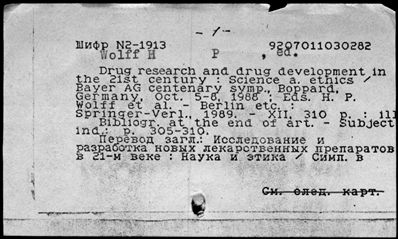 - 1 -
Шифр N2-1913 9207011030282
Wolff H P , ed.
Drug research and drug development in
the 21st century : Science a. ethics /
Bayer AG centenary symp., Boppard,
Germany, Oct. 5-6, 1988 ; Eds. H. P.
Wolff et al. - Berlin etc. :
Springer-Verl., 1989. - XII, 310 p. : ill
Bibliogr. at the end of art. - Subject
ind.: p. 305-310.
Перевод загл.: Исследование и
разработка новых лекарственных препаратов
в 21-м веке : Наука и этика / Симп. в
См. след. карт.